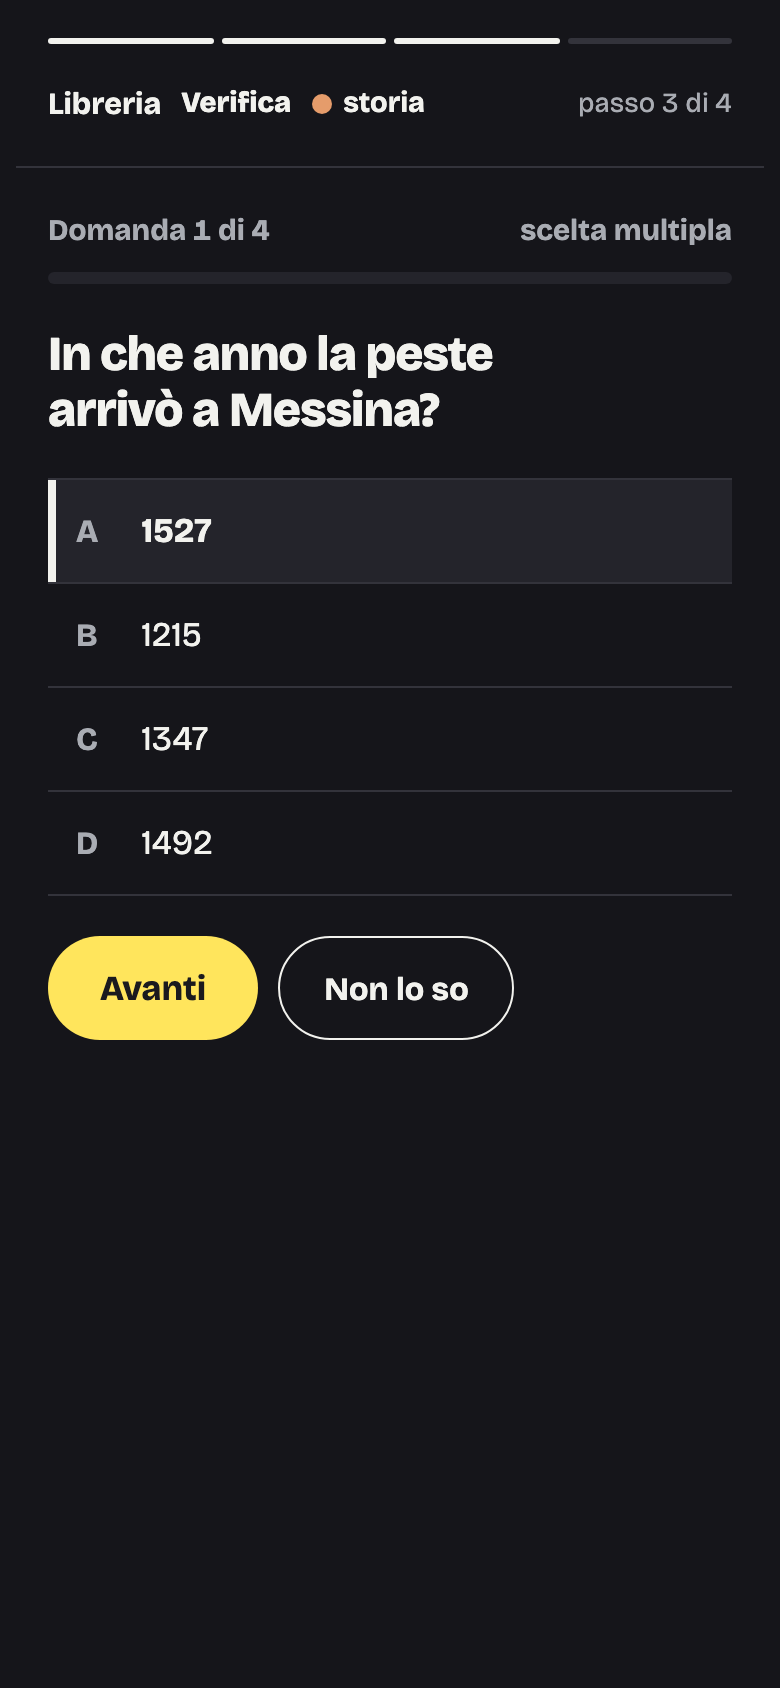 Libreria Verifica storia passo 3 di 4
Domanda 1 di 4 scelta multipla
In che anno la peste
arrivò a Messina?
A 1527
B 1215
C 1347
D 1492
Avanti Non lo so